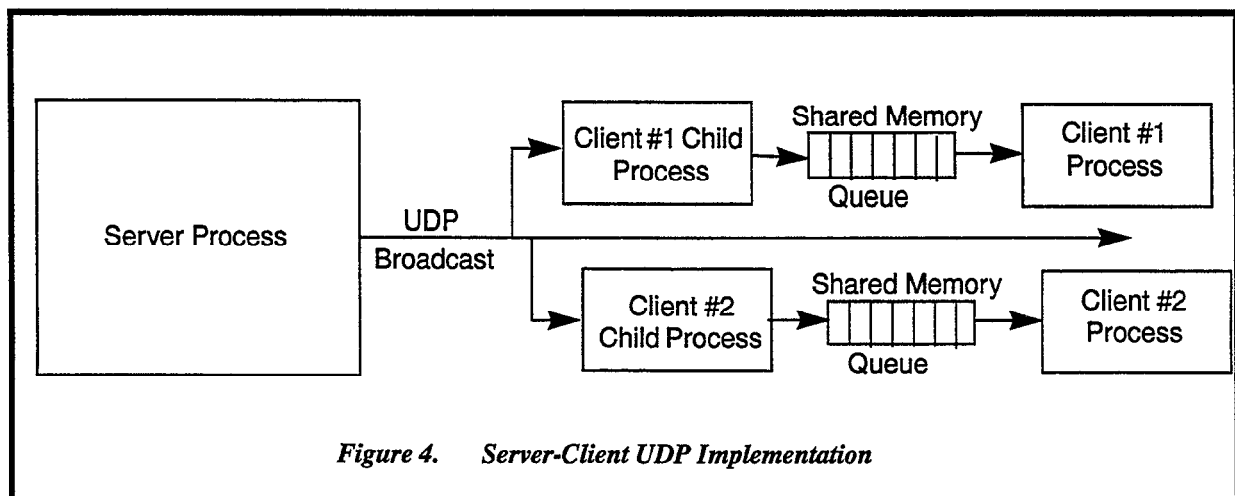 Server Process
UDP
Broadcast
Client #1 Child
Process
Shared Memory
Queue
Client #1
Process
Client #2
Child Process
Shared Memory
Queue
Client #2
Process
Figure 4. Server-Client UDP Implementation